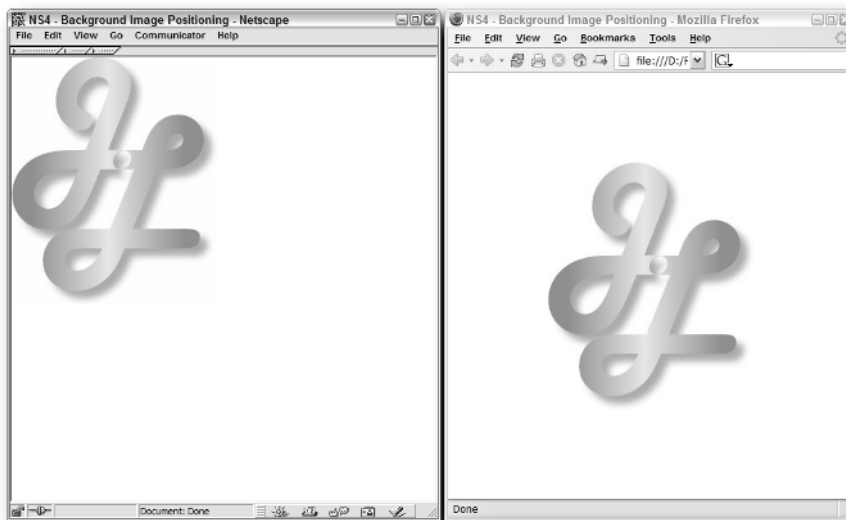 NS4 - Background Image Positioning - Netscape
File Edit View Go Communicator Help
Document: Done
NS4 - Background Image Positioning - Mozilla Firefox
File Edit View Go Bookmarks Tools Help
file:///D:/F
G
Done